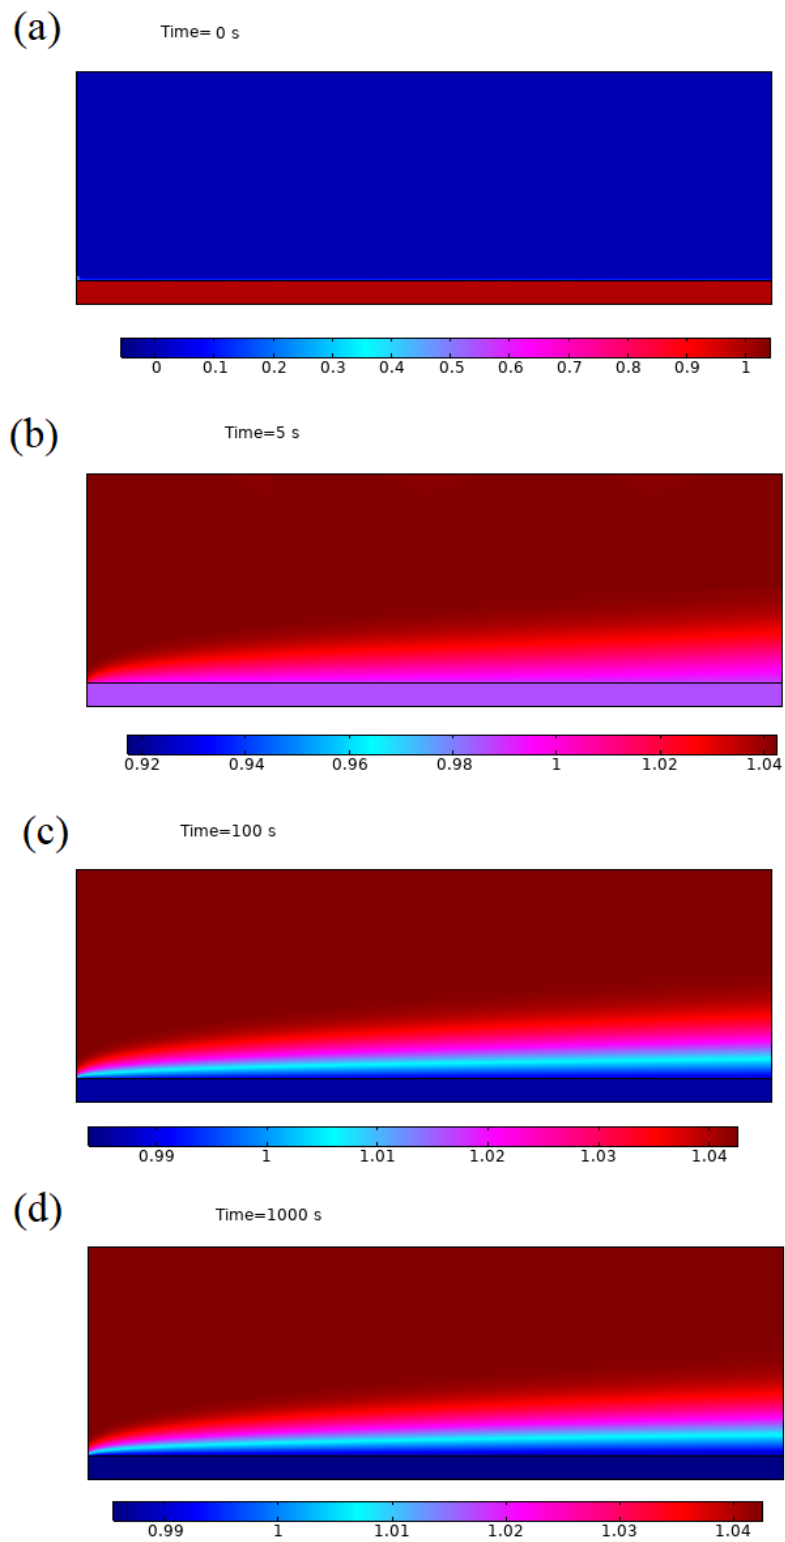 (a)
Time= 0 s
0 0.1 0.2 0.3 0.4 0.5 0.6 0.7 0.8 0.9 1
(b)
Time=5 s
0.92 0.94 0.96 0.98 1 1.02 1.04
(c)
Time=100 s
0.99 1 1.01 1.02 1.03 1.04
(d)
Time=1000 s
0.99 1 1.01 1.02 1.03 1.04